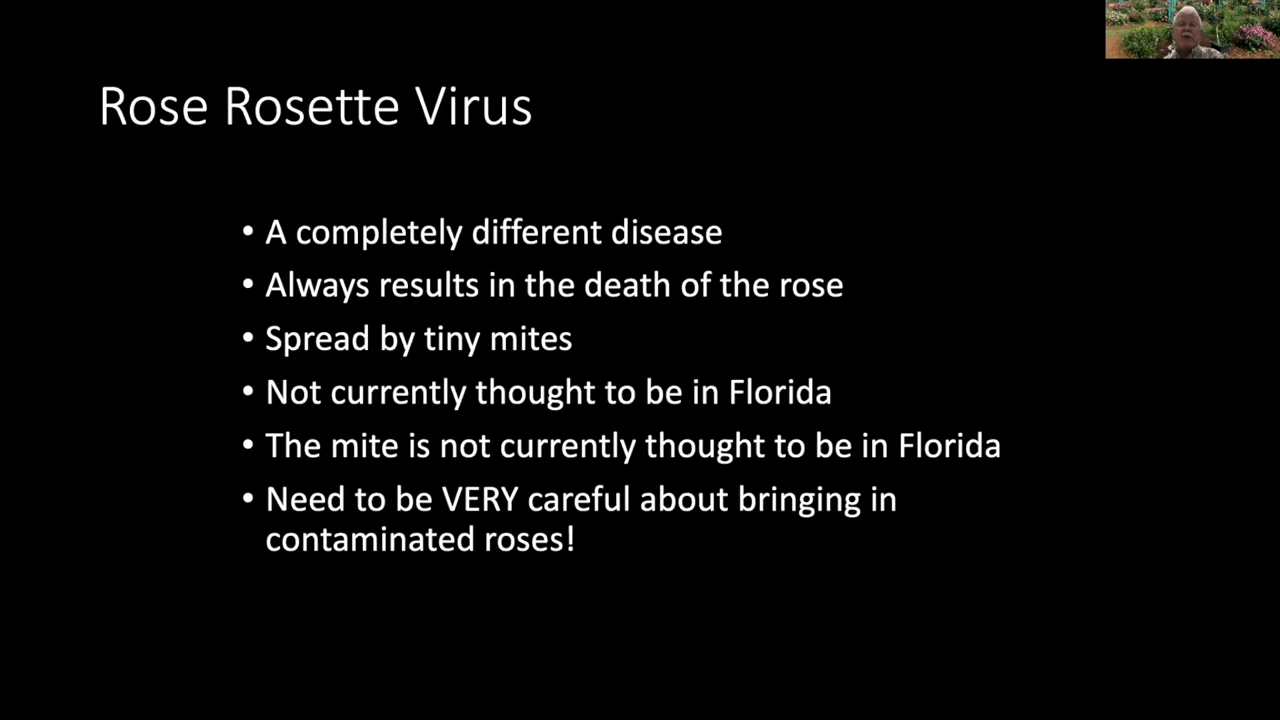 Rose Rosette Virus
• A completely different disease
• Always results in the death of the rose
• Spread by tiny mites
• Not currently thought to be in Florida
• The mite is not currently thought to be in Florida
• Need to be VERY careful about bringing in
contaminated roses!